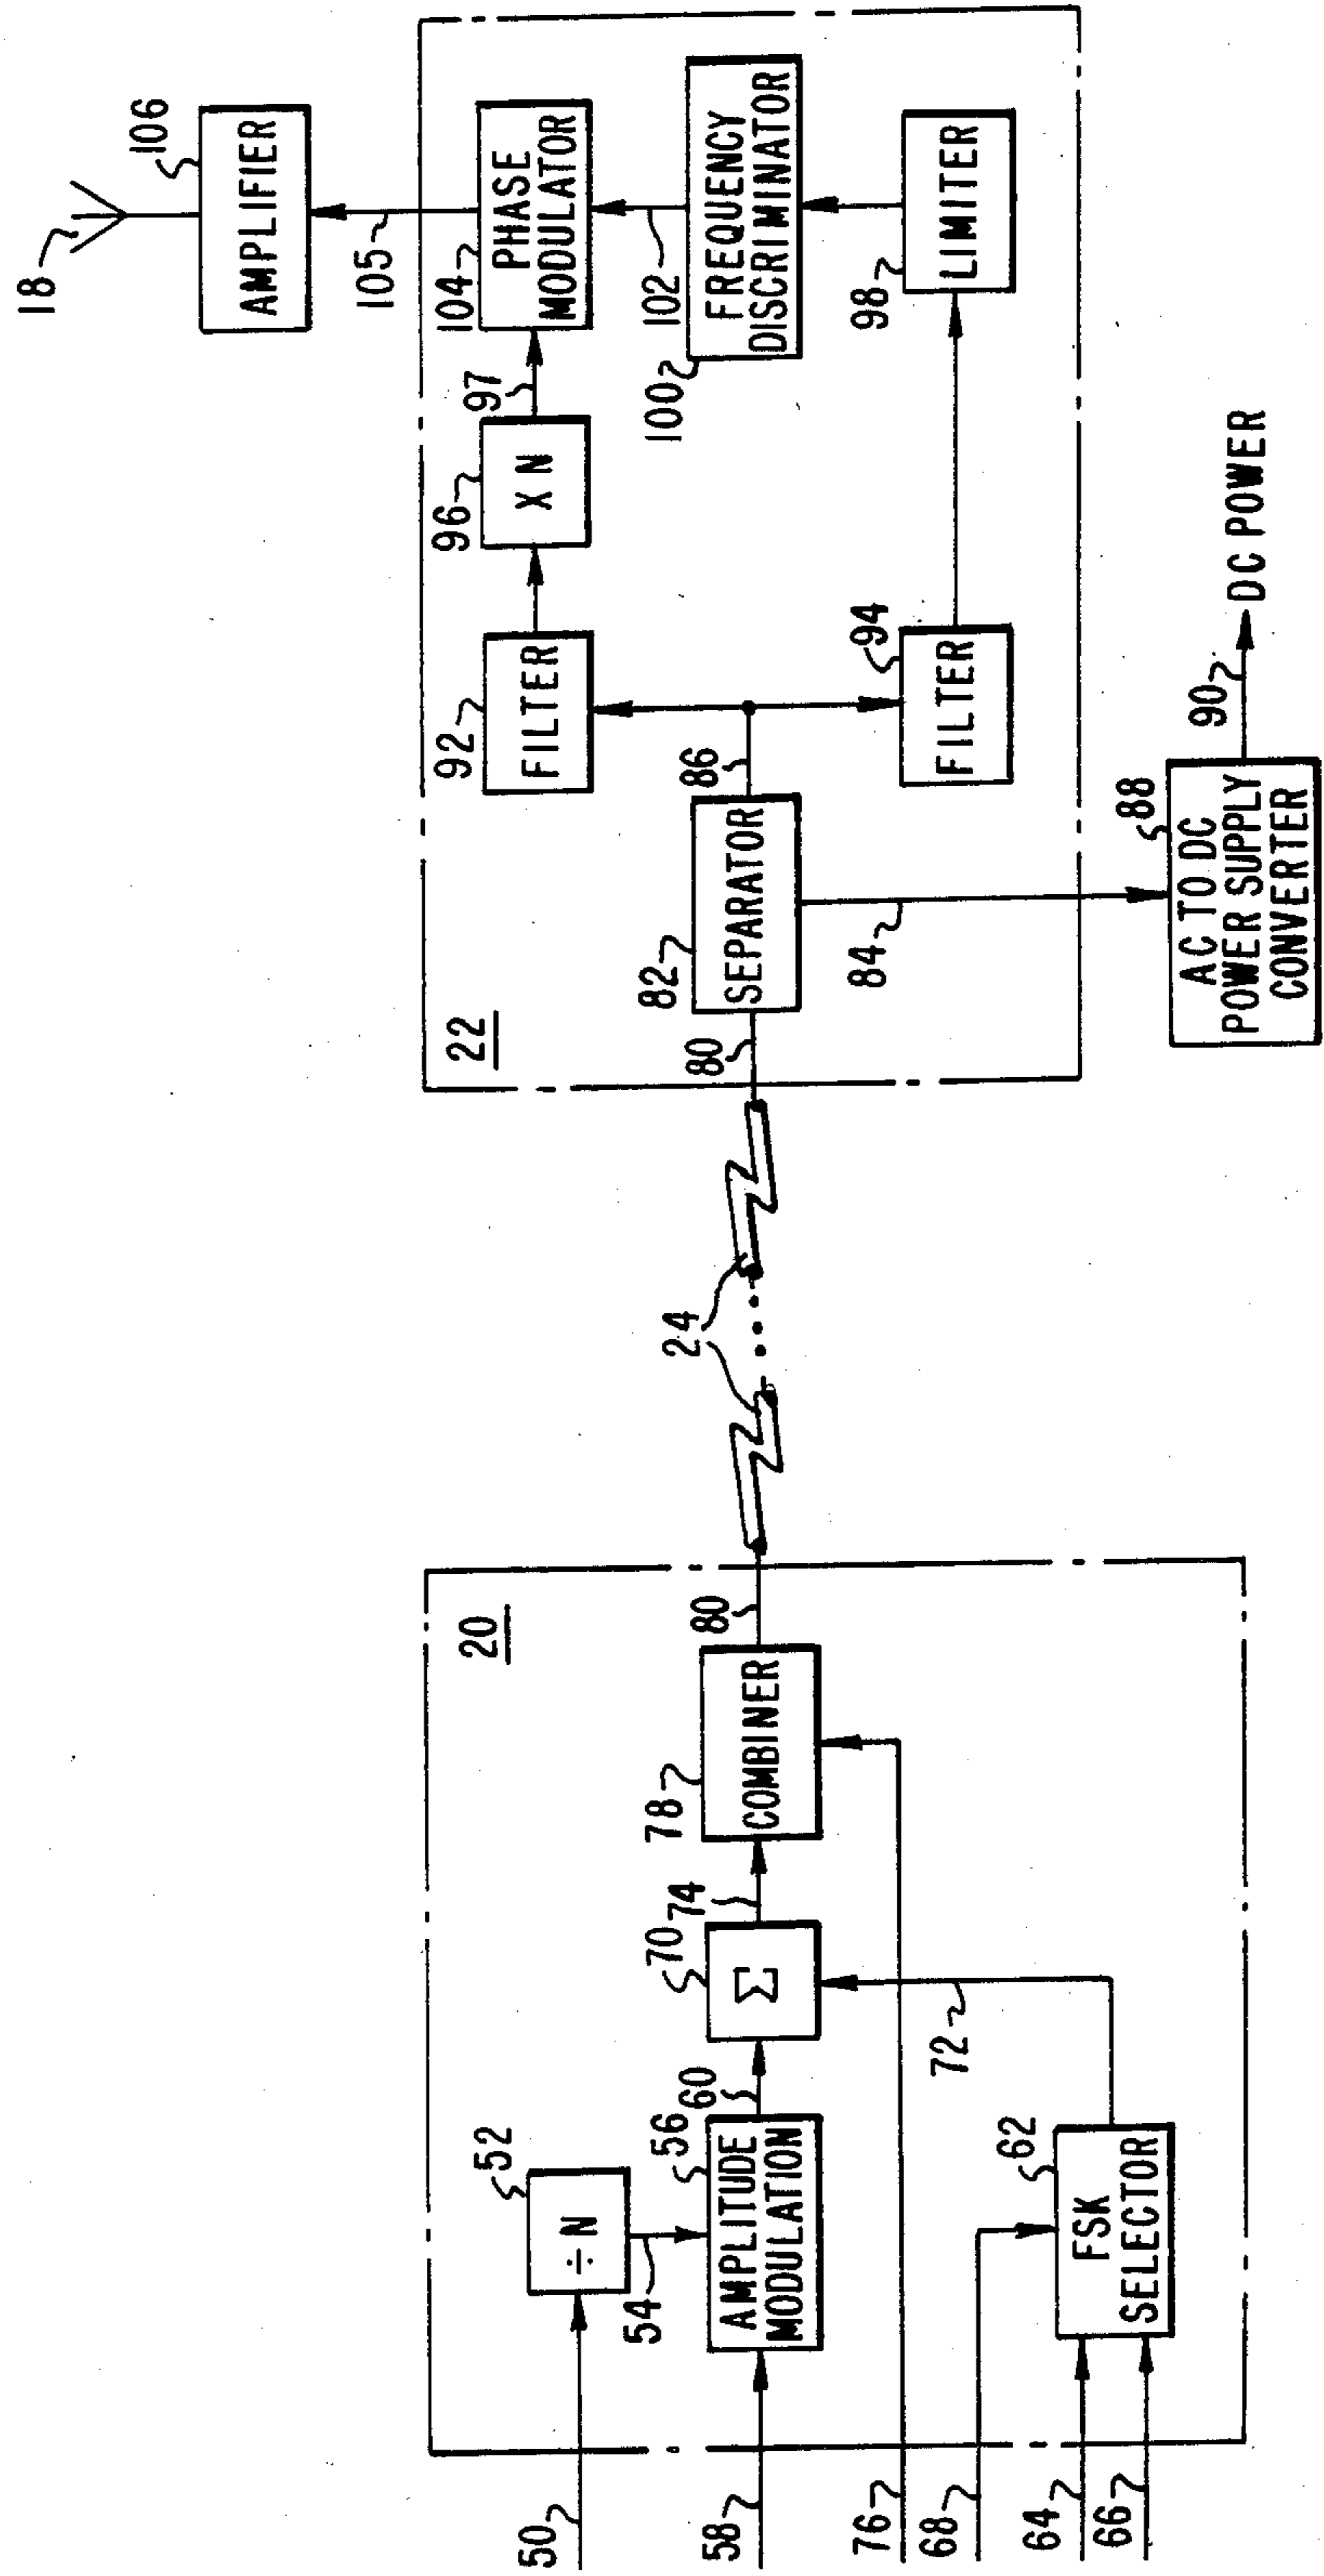 50
52
÷N
54
56
AMPLITUDE
MODULATION
58
60
70
Σ
72
74
76
78
COMBINER
80
20
68
64
66
62
FSK
SELECTOR
24
22
80
82
SEPARATOR
84
86
88
AC TO DC
POWER SUPPLY
CONVERTER
90
DC POWER
92
FILTER
94
FILTER
96
X N
97
98
LIMITER
100
FREQUENCY
DISCRIMINATOR
102
104
PHASE
MODULATOR
105
106
AMPLIFIER
18